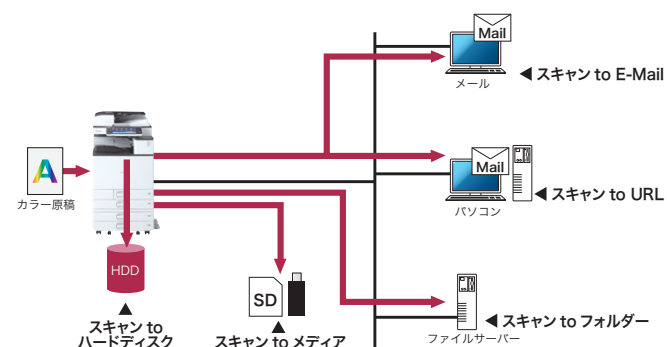 Mail
メール
◀ スキャン to E-Mail
A
カラー原稿
Mail
パソコン
◀ スキャン to URL
HDD
SD
▲
スキャン to
ハードディスク
▲
スキャン to メディア
ファイルサーバー
◀ スキャン to フォルダー